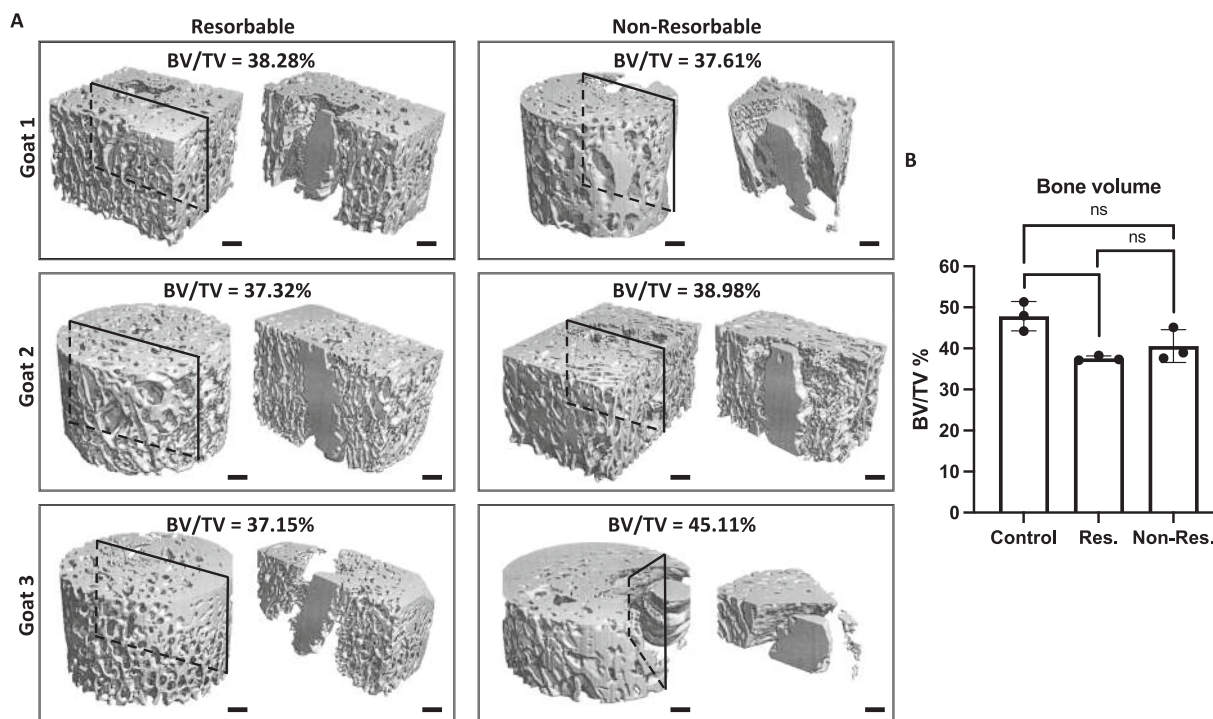 A
Resorbable
Non-Resorbable
Goat 1
BV/TV = 38.28%
BV/TV = 37.61%
Goat 2
BV/TV = 37.32%
BV/TV = 38.98%
Goat 3
BV/TV = 37.15%
BV/TV = 45.11%
B
Bone volume
ns
ns
BV/TV %
60
50
40
30
20
10
0
Control Res. Non-Res.